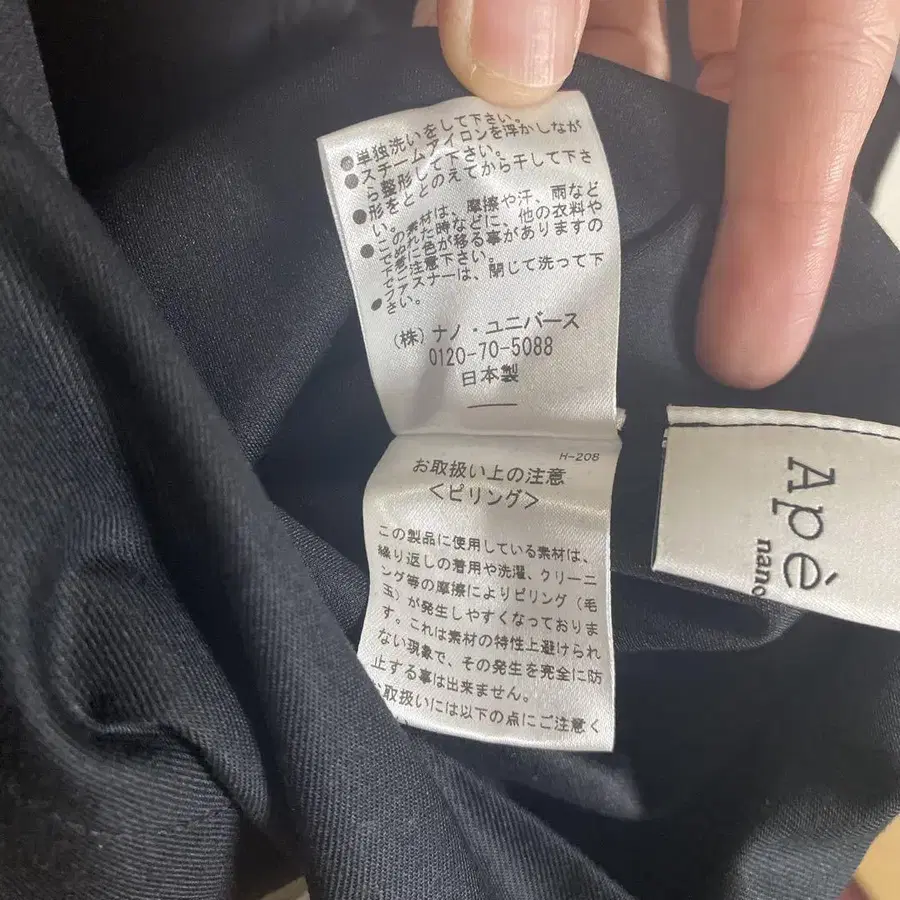 ●単独洗いをして下さい。
●スチームアイロンを浮かしなが
ら整形して下さい。
●形をととのえてから干して下さ
い。
●この素材は、摩擦や汗、雨など
で濡れた時などに、他の衣料や
下着に色が移る事がありますの
でご注意下さい。
●ファスナーは、閉じて洗って下
さい。
(株)ナノ・ユニバース
0120-70-5088
日本製
H-208
お取扱い上の注意
<ピリング>
この製品に使用している素材は、
繰り返しの着用や洗濯、クリーニ
ング等の摩擦によりピリング(毛
玉)が発生しやすくなっておりま
す。これは素材の特性上避けられ
ない現象で、その発生を完全に防
止する事は出来ません。
お取扱いには以下の点にご注意く
Apé
nano